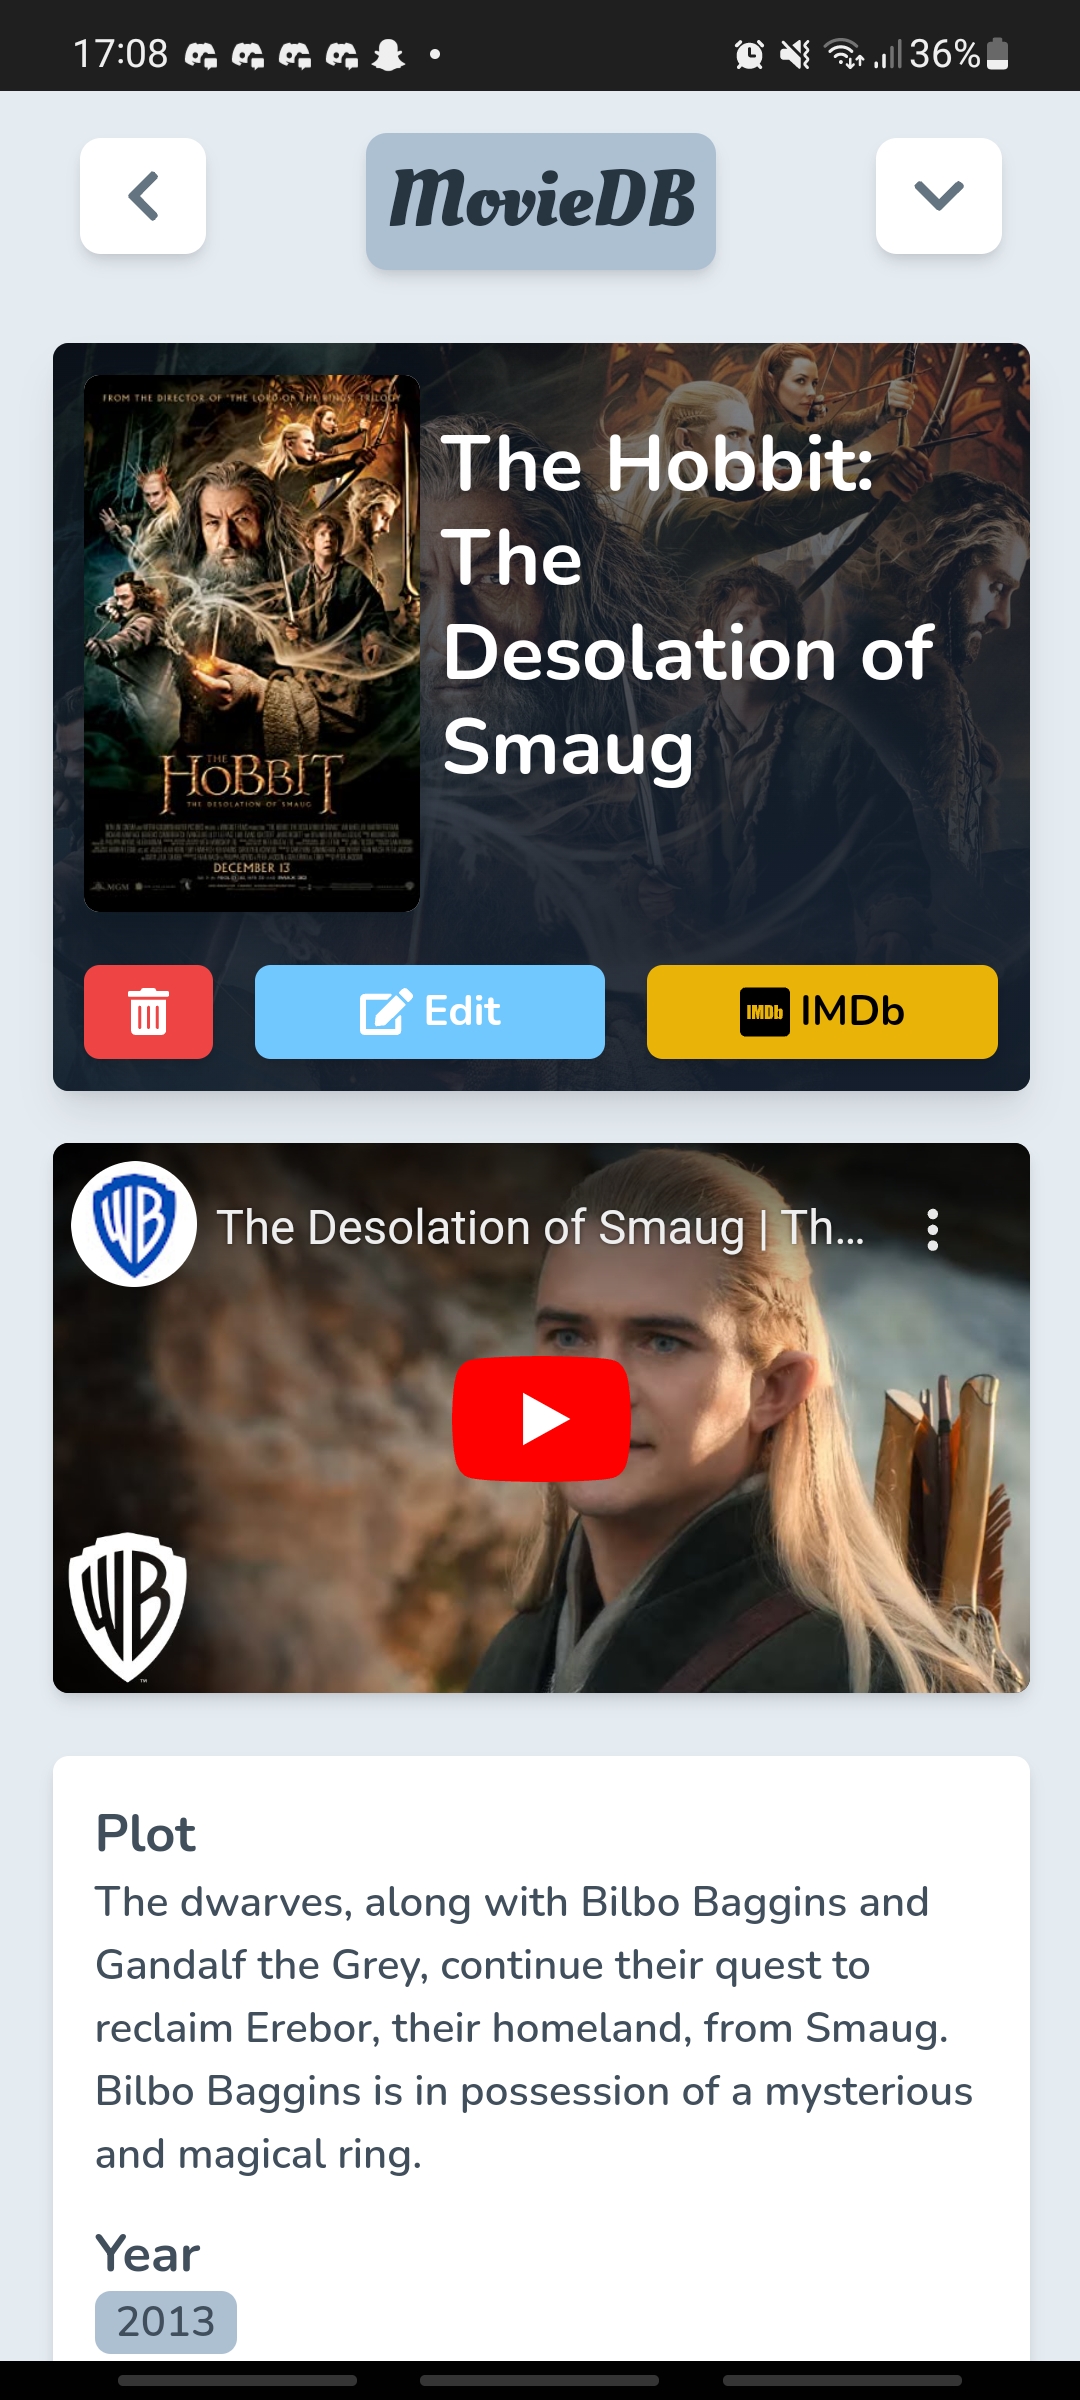 17:08
36%
MovieDB
FROM THE DIRECTOR OF "THE LORD OF THE RINGS" TRILOGY
THE
HOBBIT
THE DESOLATION OF SMAUG
DECEMBER 13
MGM
The Hobbit:
The
Desolation of
Smaug
Edit
IMDb IMDb
WB The Desolation of Smaug | Th...
WB
Plot
The dwarves, along with Bilbo Baggins and
Gandalf the Grey, continue their quest to
reclaim Erebor, their homeland, from Smaug.
Bilbo Baggins is in possession of a mysterious
and magical ring.
Year
2013